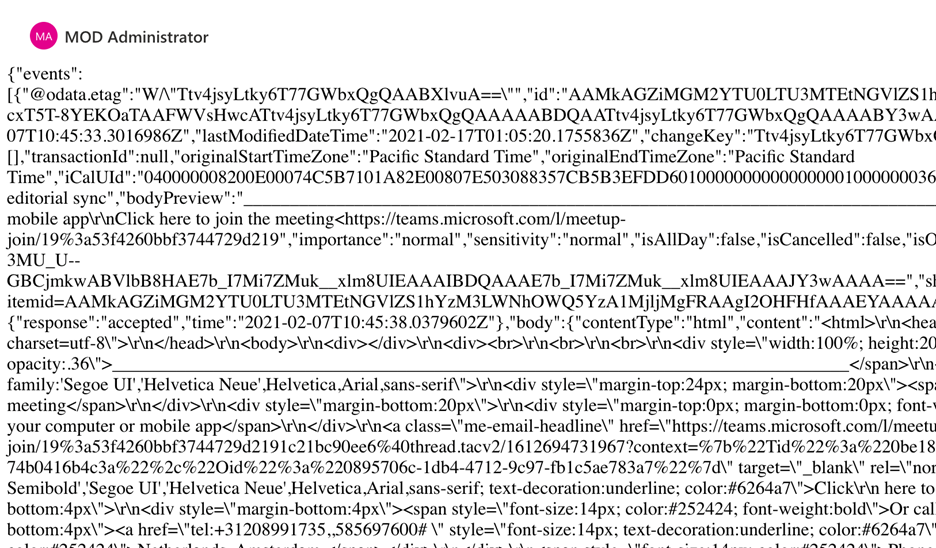 MA MOD Administrator
{"events":
[{"@odata.etag":"W/\"Ttv4jsyLtky6T77GWbxQgQAABXlvuA==\"","id":"AAMkAGZiMGM2YTU0LTU3MTEtNGVlZS1h
cxT5T-8YEKOaTAAFWVsHwcATtv4jsyLtky6T77GWbxQgQAAAAABDQAATtv4jsyLtky6T77GWbxQgQAAAABY3wA
07T10:45:33.3016986Z","lastModifiedDateTime":"2021-02-17T01:05:20.1755836Z","changeKey":"Ttv4jsyLtky6T77GWbxQ
[],"transactionId":null,"originalStartTimeZone":"Pacific Standard Time","originalEndTimeZone":"Pacific Standard
Time","iCalUId":"040000008200E00074C5B7101A82E00807E503088357CB5B3EFDD601000000000000000010000000036
editorial sync","bodyPreview":"________________________________________________________________________________
mobile app\r\nClick here to join the meeting<https://teams.microsoft.com/l/meetup-
join/19%3a53f4260bbf3744729d219","importance":"normal","sensitivity":"normal","isAllDay":false,"isCancelled":false,"isO
3MU_U--
GBCjmkwABVlbB8HAE7b_I7Mi7ZMuk__xlm8UIEAAAIBDQAAAE7b_I7Mi7ZMuk__xlm8UIEAAAJY3wAAAA==","sh
itemid=AAMkAGZiMGM2YTU0LTU3MTEtNGVlZS1hYzM3LWNhOWQ5YzA1MjljMgFRAAgI2OHFHfAAAEYAAAA
{"response":"accepted","time":"2021-02-07T10:45:38.0379602Z"},"body":{"contentType":"html","content":"<html>\r\n<hea
charset=utf-8\">\r\n</head>\r\n<body>\r\n<div></div>\r\n<div><br>\r\n<br>\r\n<br>\r\n<div style=\"width:100%; height:20
opacity:.36\">________________________________________________________________________________</span>\r\n
family:'Segoe UI','Helvetica Neue',Helvetica,Arial,sans-serif\">\r\n<div style=\"margin-top:24px; margin-bottom:20px\">\r\n<sp
meeting</span>\r\n</div>\r\n<div style=\"margin-bottom:20px\">\r\n<div style=\"margin-top:0px; margin-bottom:0px; font-w
your computer or mobile app</span>\r\n</div>\r\n<a class=\"me-email-headline\" href=\"https://teams.microsoft.com/l/meetu
join/19%3a53f4260bbf3744729d2191c21bc90ee6%40thread.tacv2/1612694731967?context=%7b%22Tid%22%3a%220be18
74b0416b4c3a%22%2c%22Oid%22%3a%220895706c-1db4-4712-9c97-fb1c5ae783a7%22%7d\" target=\"_blank\" rel=\"nor
Semibold','Segoe UI','Helvetica Neue',Helvetica,Arial,sans-serif; text-decoration:underline; color:#6264a7\">Click\r\n here to
bottom:4px\">\r\n<div style=\"margin-bottom:4px\">\r\n<span style=\"font-size:14px; color:#252424; font-weight:bold\">Or cal
bottom:4px\"><a href=\"tel:+31208991735,,585697600# \" style=\"font-size:14px; text-decoration:underline; color:#6264a7\"